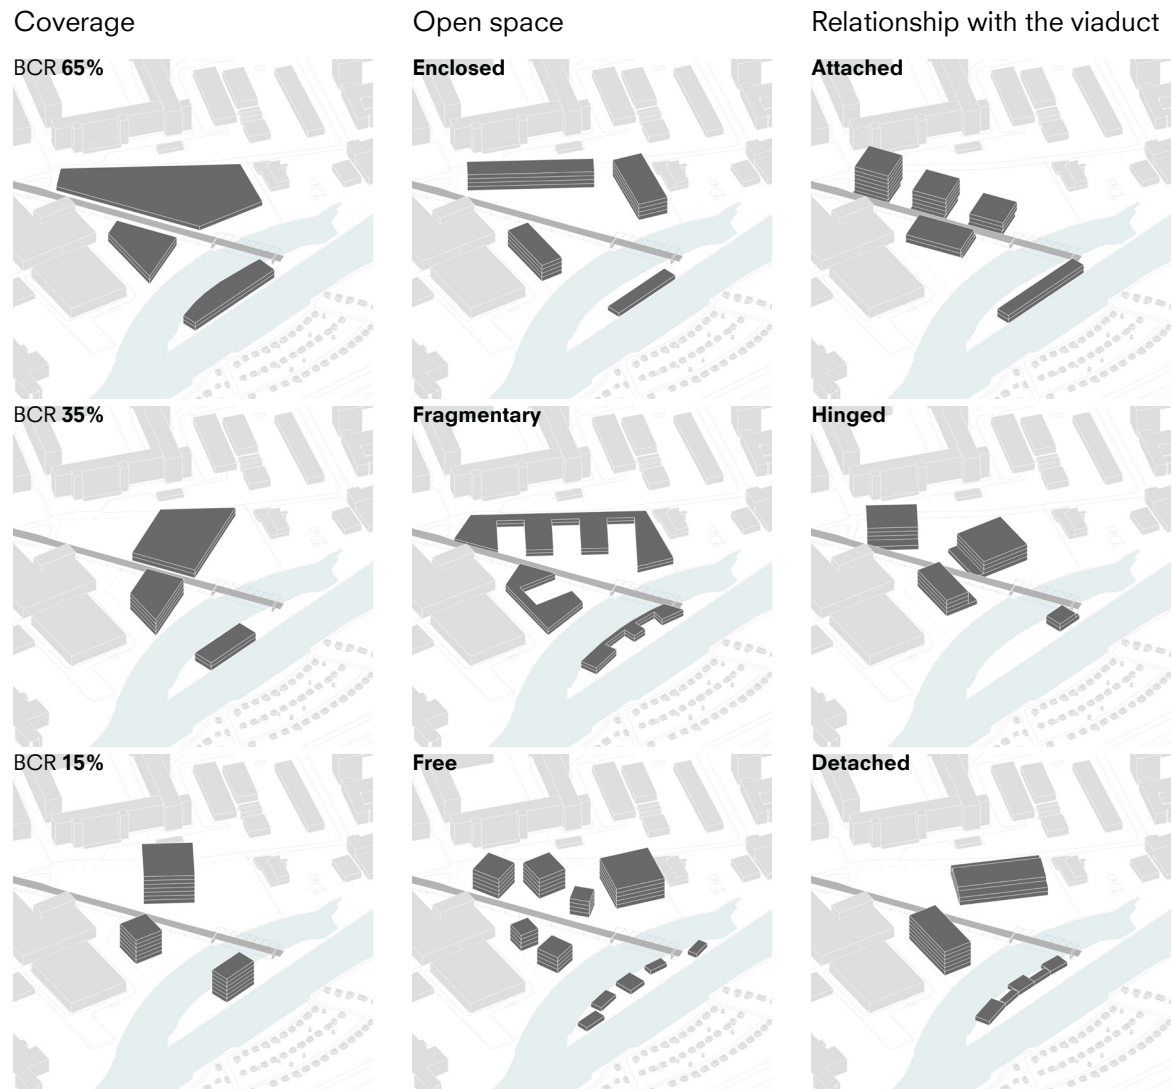 Coverage
Open space
Relationship with the viaduct
BCR 65%
Enclosed
Attached
BCR 35%
Fragmentary
Hinged
BCR 15%
Free
Detached